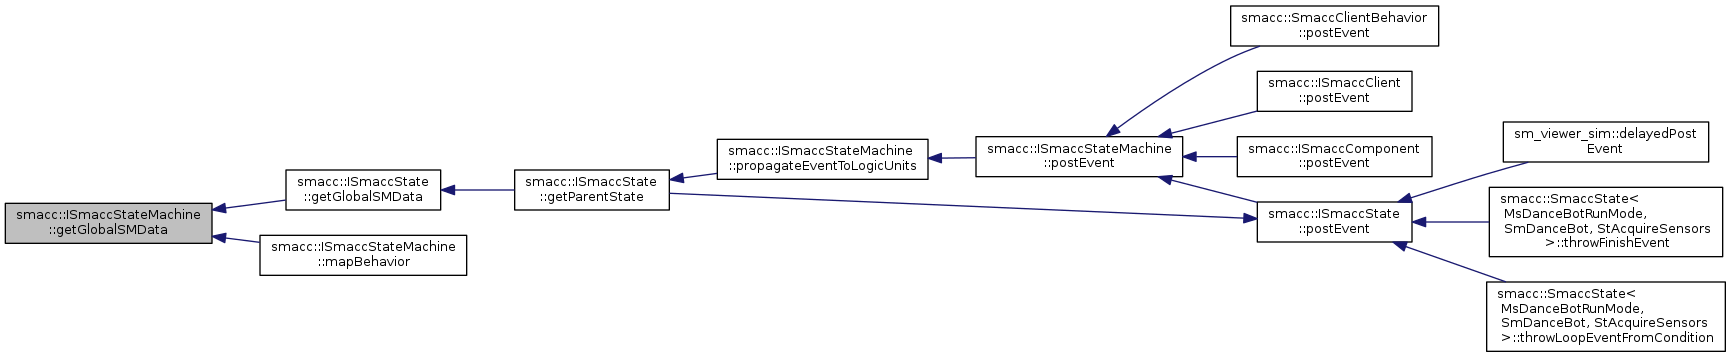 smacc::ISmaccStateMachine
::getGlobalSMData
smacc::ISmaccState
::getGlobalSMData
smacc::ISmaccStateMachine
::mapBehavior
smacc::ISmaccState
::getParentState
smacc::ISmaccStateMachine
::propagateEventToLogicUnits
smacc::ISmaccStateMachine
::postEvent
smacc::SmaccClientBehavior
::postEvent
smacc::ISmaccClient
::postEvent
smacc::ISmaccComponent
::postEvent
smacc::ISmaccState
::postEvent
sm_viewer_sim::delayedPost
Event
smacc::SmaccState<
MsDanceBotRunMode,
SmDanceBot, StAcquireSensors
>::throwFinishEvent
smacc::SmaccState<
MsDanceBotRunMode,
SmDanceBot, StAcquireSensors
>::throwLoopEventFromCondition